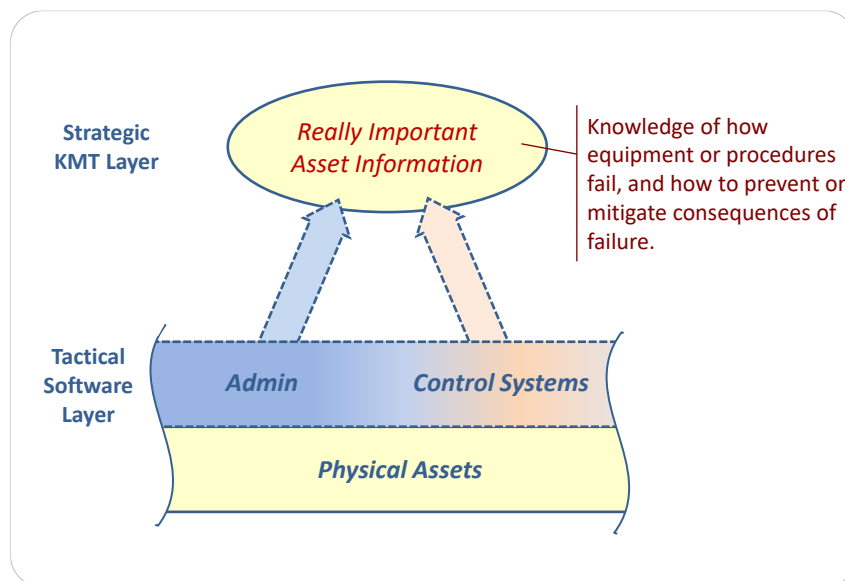 Strategic
KMT Layer
Really Important
Asset Information
Knowledge of how
equipment or procedures
fail, and how to prevent or
mitigate consequences of
failure.
Tactical
Software
Layer
Admin
Control Systems
Physical Assets